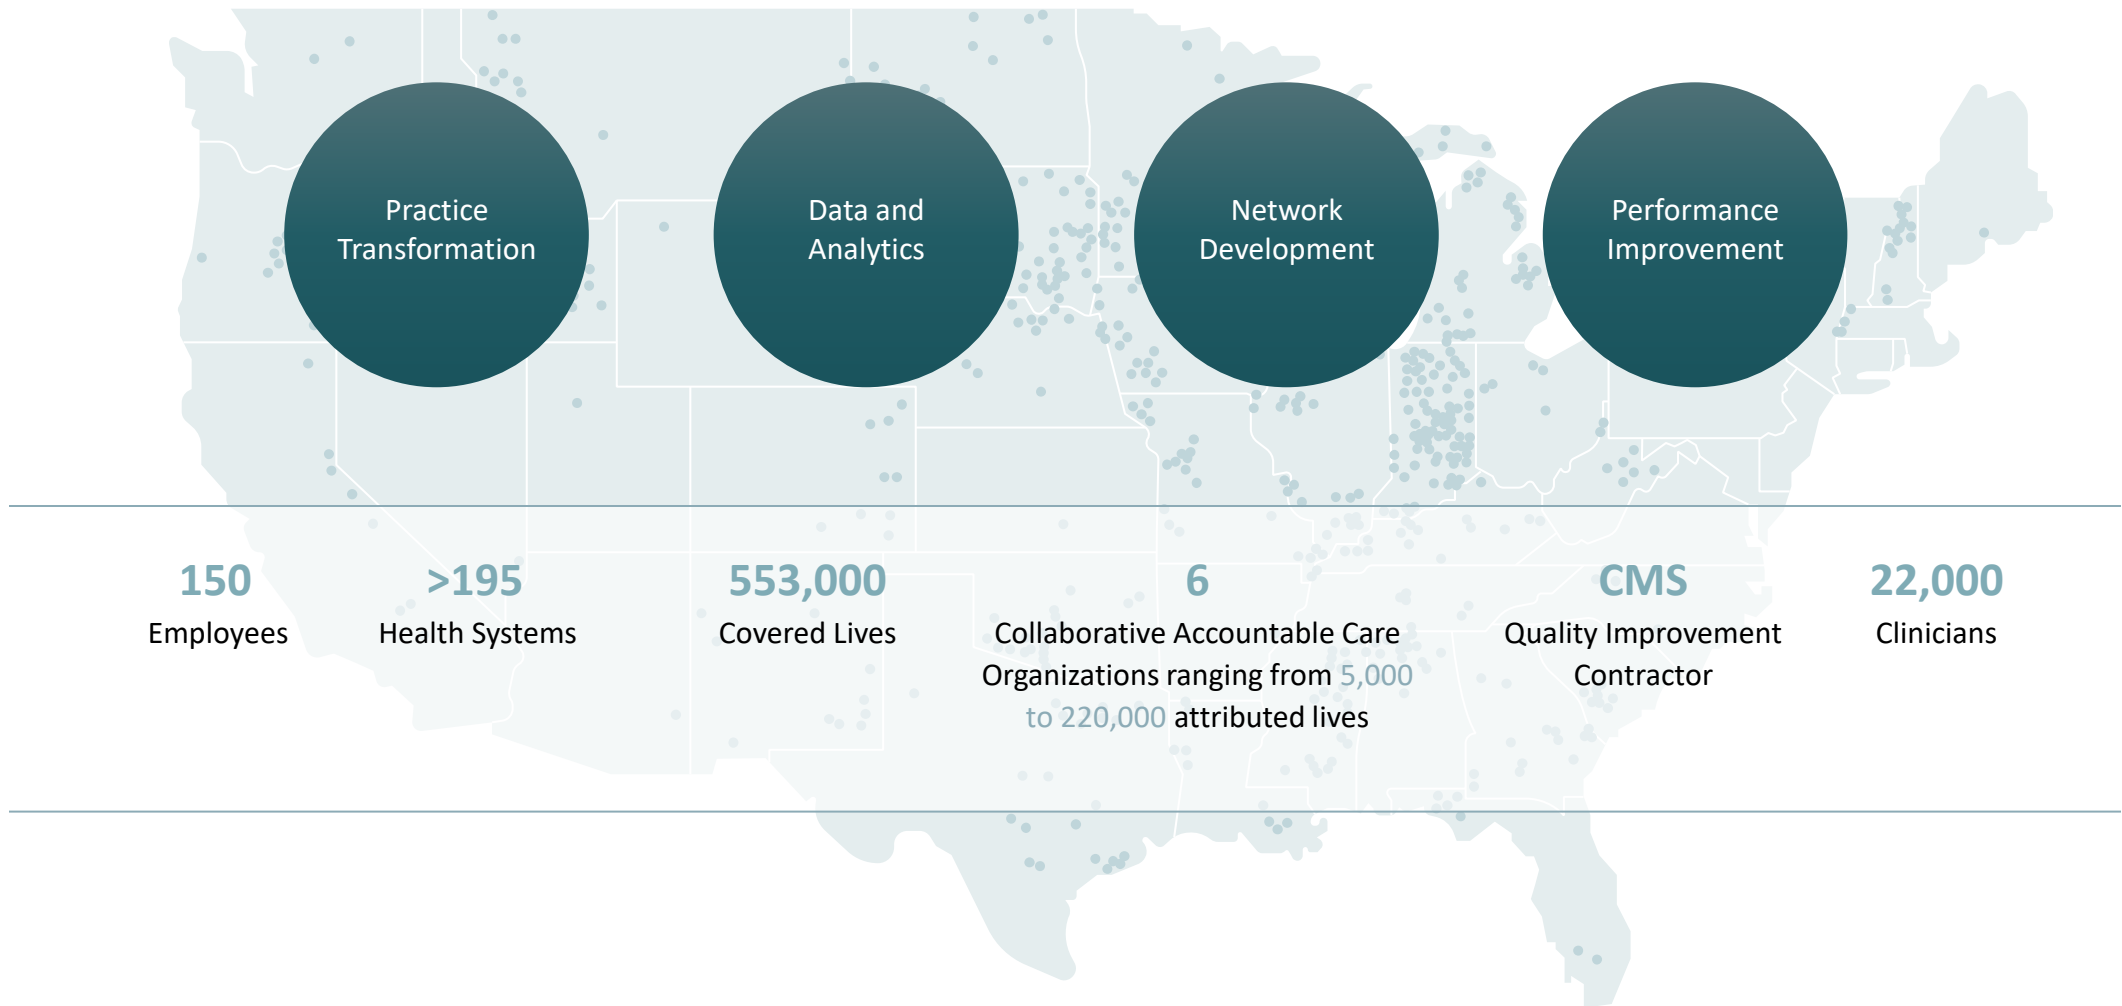 Practice
Transformation
Data and
Analytics
Network
Development
Performance
Improvement
150
Employees
>195
Health Systems
553,000
Covered Lives
6
Collaborative Accountable Care
Organizations ranging from 5,000
to 220,000 attributed lives
CMS
Quality Improvement
Contractor
22,000
Clinicians